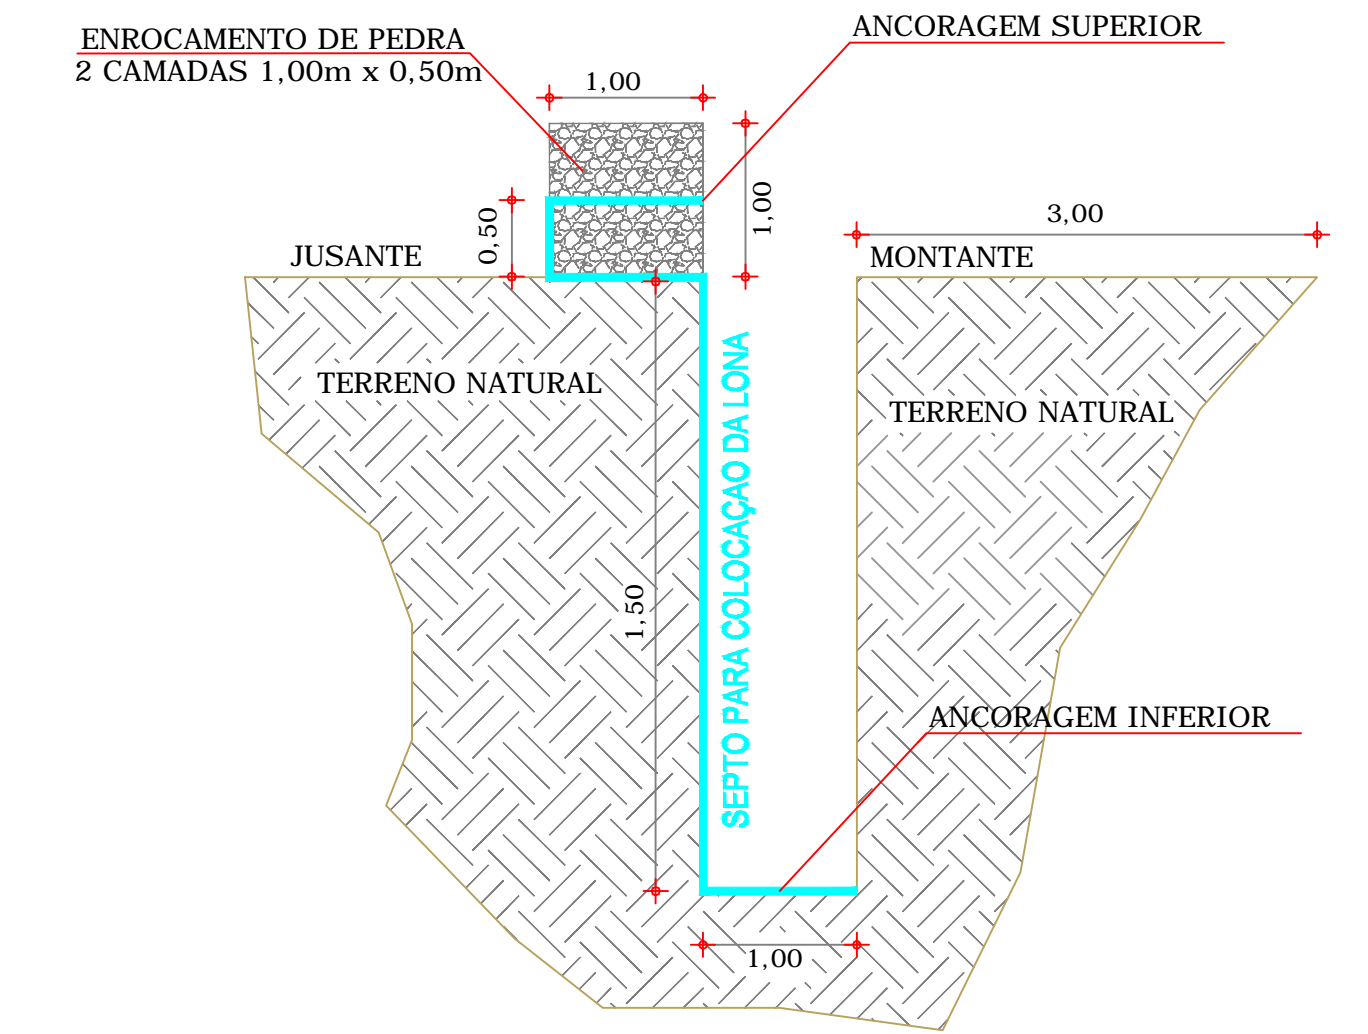 ENROCAMENTO DE PEDRA
2 CAMADAS 1,00m x 0,50m
ANCORAGEM SUPERIOR
1,00
1,00
0,50
3,00
JUSANTE
MONTANTE
TERRENO NATURAL
TERRENO NATURAL
SEPTO PARA COLOCAÇAO DA LONA
1,50
ANCORAGEM INFERIOR
1,00